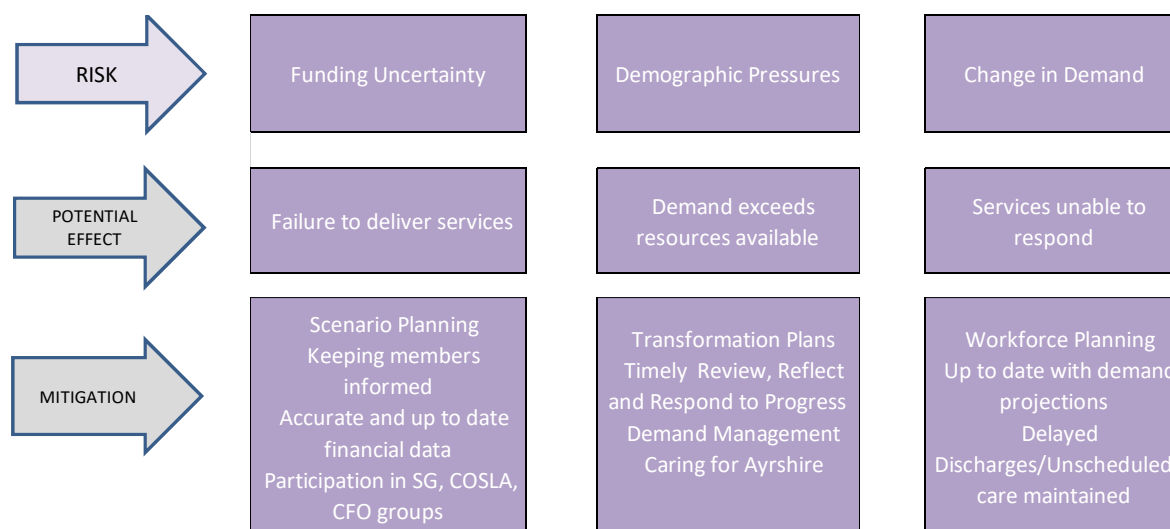 RISK
Funding Uncertainty
Demographic Pressures
Change in Demand
POTENTIAL
EFFECT
Failure to deliver services
Demand exceeds
resources available
Services unable to
respond
MITIGATION
Scenario Planning
Keeping members
informed
Accurate and up to date
financial data
Participation in SG, COSLA,
CFO groups
Transformation Plans
Timely Review, Reflect
and Respond to Progress
Demand Management
Caring for Ayrshire
Workforce Planning
Up to date with demand
projections
Delayed
Discharges/Unscheduled
care maintained